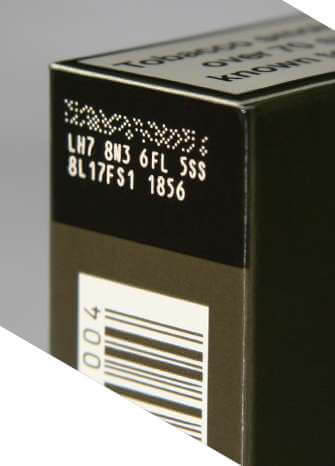 Tobacco
over 70
known
LH7 8N3 6FL 5SS
8L17FS1 1856
004